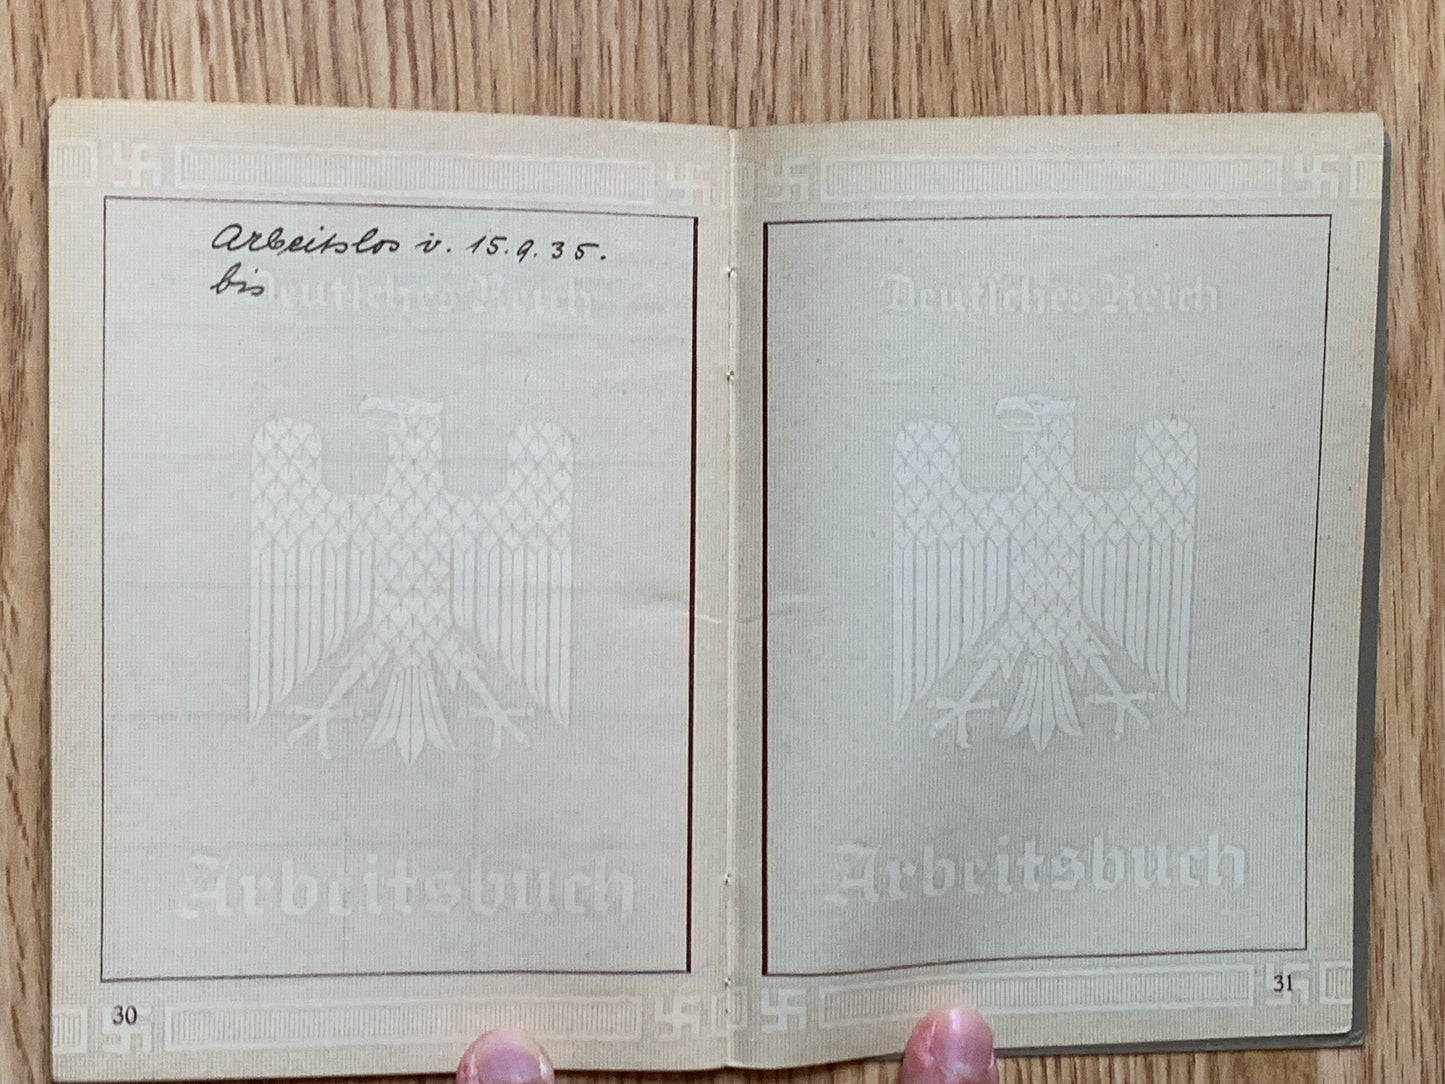 Arbeitslos v. 15.9.35.
bis
Deutsches Reich
Arbeitsbuch
30
Deutsches Reich
Arbeitsbuch
31